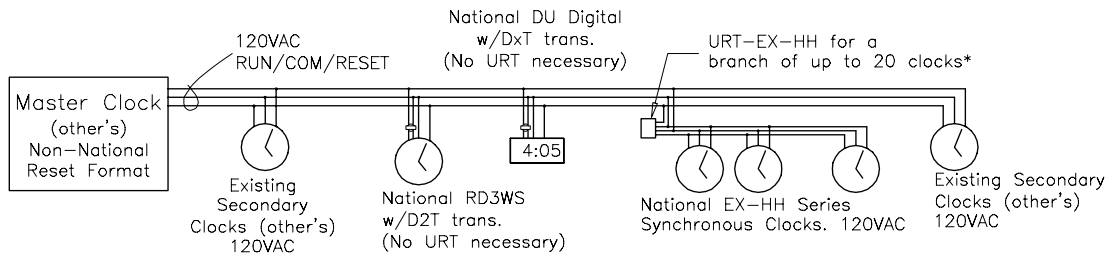 National DU Digital
w/DxT trans.
(No URT necessary)
120VAC
RUN/COM/RESET
URT-EX-HH for a
branch of up to 20 clocks*
Master Clock
(other's)
Non-National
Reset Format
4:05
Existing
Secondary
Clocks (other's)
120VAC
National RD3WS
w/D2T trans.
(No URT necessary)
National EX-HH Series
Synchronous Clocks. 120VAC
Existing Secondary
Clocks (other's)
120VAC